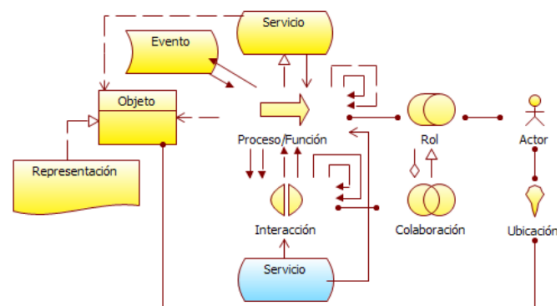 Servicio
Evento
Objeto
Proceso/Función
Rol
Actor
Representación
Interacción
Colaboración
Ubicación
Servicio